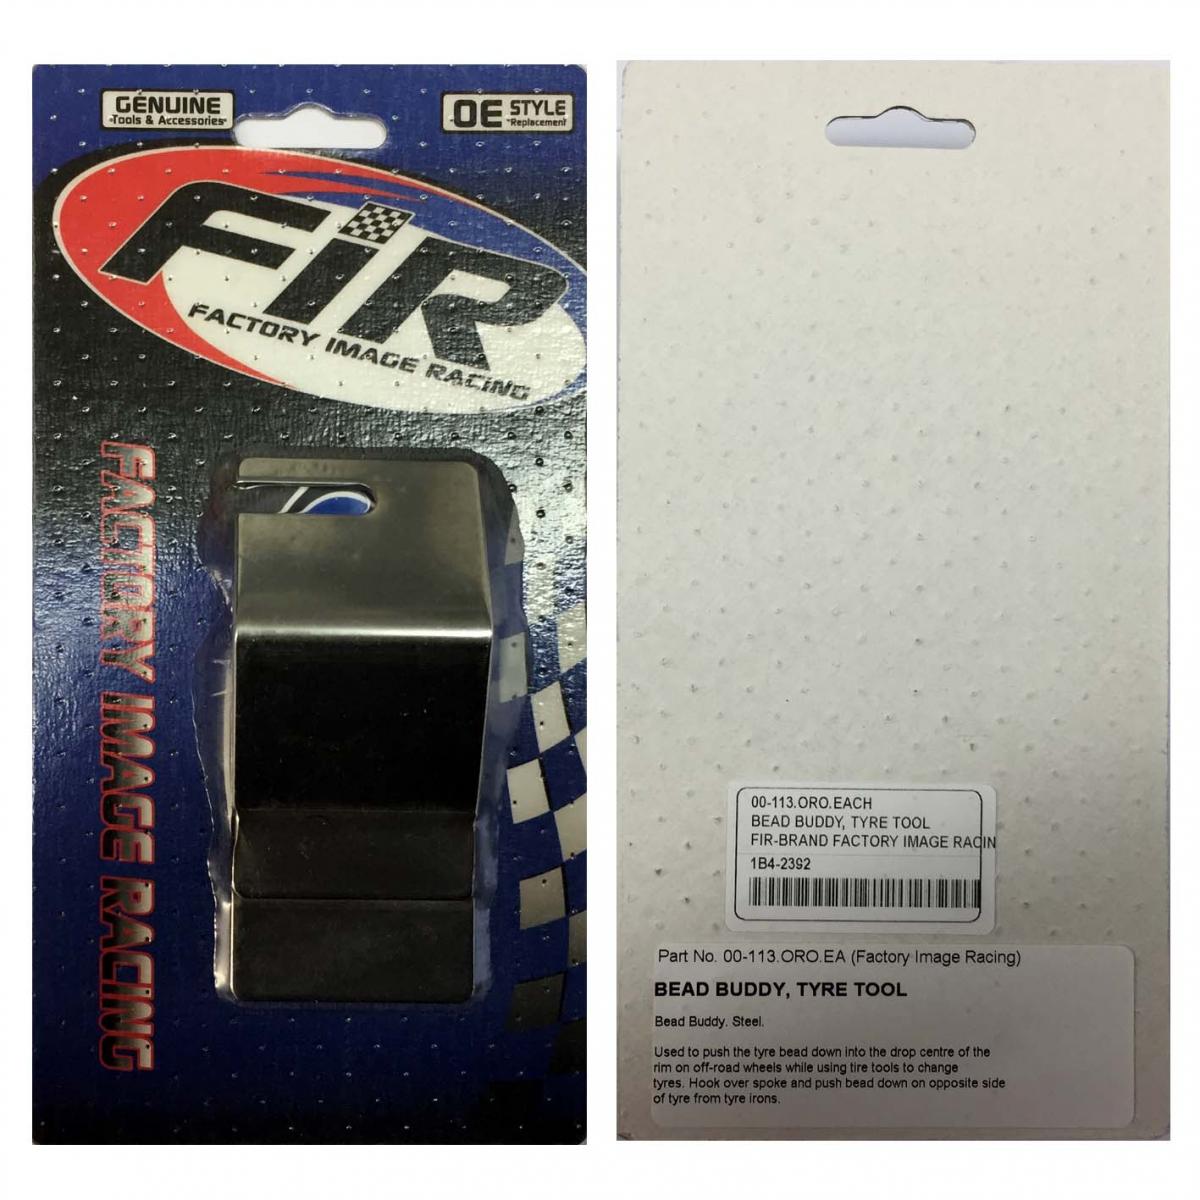 GENUINE
Tools & Accessories
OE STYLE
*Replacement
FiR
FACTORY IMAGE RACING
FACTORY IMAGE RACING
00-113.ORO.EACH
BEAD BUDDY, TYRE TOOL
FIR-BRAND FACTORY IMAGE RACIN
1B4-2392
Part No. 00-113.ORO.EA (Factory Image Racing)
BEAD BUDDY, TYRE TOOL
Bead Buddy. Steel.
Used to push the tyre bead down into the drop centre of the
rim on off-road wheels while using tire tools to change
tyres. Hook over spoke and push bead down on opposite side
of tyre from tyre irons.